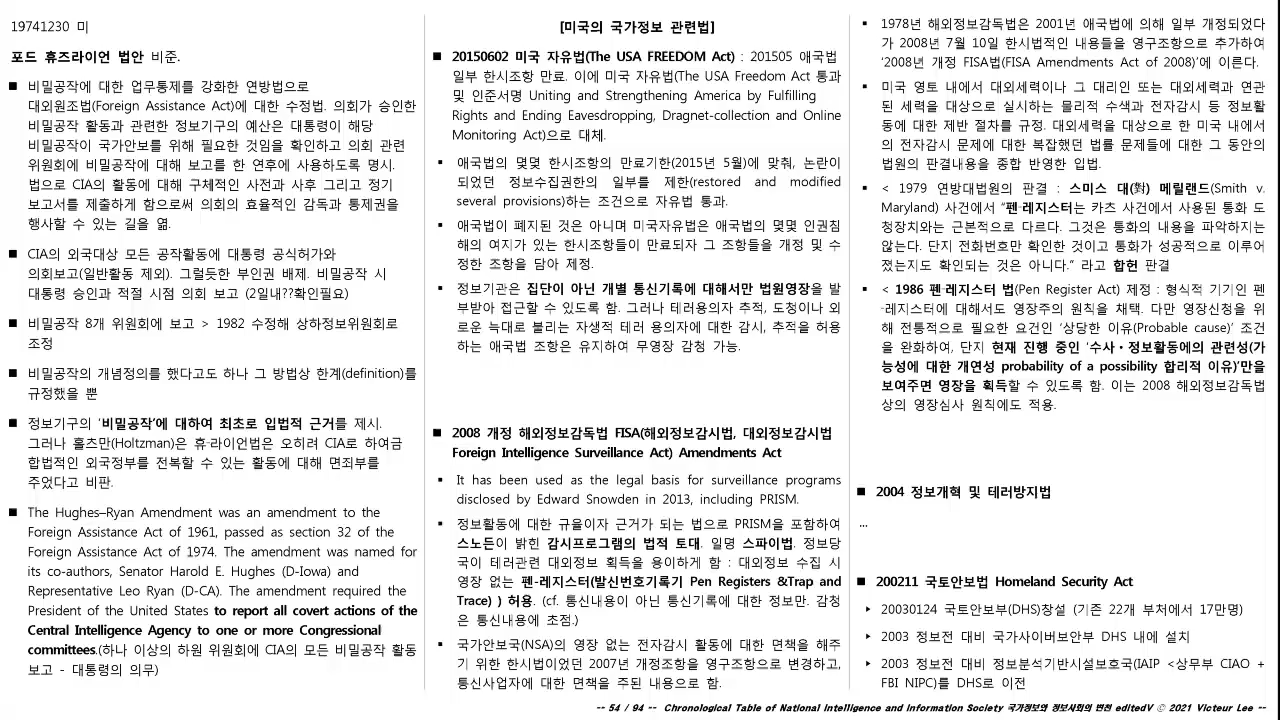 19741230 미
포드 휴즈라이언 법안 비준.
■ 비밀공작에 대한 업무통제를 강화한 연방법으로
대외원조법(Foreign Assistance Act)에 대한 수정법. 의회가 승인한
비밀공작 활동과 관련한 정보기구의 예산은 대통령이 해당
비밀공작이 국가안보를 위해 필요한 것임을 확인하고 의회 관련
위원회에 비밀공작에 대해 보고를 한 연후에 사용하도록 명시.
법으로 CIA의 활동에 대해 구체적인 사전과 사후 그리고 정기
보고서를 제출하게 함으로써 의회의 효율적인 감독과 통제권을
행사할 수 있는 길을 엶.
■ CIA의 외국대상 모든 공작활동에 대통령 공식허가와
의회보고(일반활동 제외). 그럴듯한 부인권 배제. 비밀공작 시
대통령 승인과 적절 시점 의회 보고 (2일내??확인필요)
■ 비밀공작 8개 위원회에 보고 > 1982 수정해 상하정보위원회로
조정
■ 비밀공작의 개념정의를 했다고도 하나 그 방법상 한계(definition)를
규정했을 뿐
■ 정보기구의 '비밀공작'에 대하여 최초로 입법적 근거를 제시.
그러나 홀츠만(Holtzman)은 휴-라이언법은 오히려 CIA로 하여금
합법적인 외국정부를 전복할 수 있는 활동에 대해 면죄부를
주었다고 비판.
■ The Hughes–Ryan Amendment was an amendment to the
Foreign Assistance Act of 1961, passed as section 32 of the
Foreign Assistance Act of 1974. The amendment was named for
its co-authors, Senator Harold E. Hughes (D-Iowa) and
Representative Leo Ryan (D-CA). The amendment required the
President of the United States to report all covert actions of the
Central Intelligence Agency to one or more Congressional
committees.(하나 이상의 하원 위원회에 CIA의 모든 비밀공작 활동
보고 - 대통령의 의무)
[미국의 국가정보 관련법]
■ 20150602 미국 자유법(The USA FREEDOM Act) : 201505 애국법
일부 한시조항 만료. 이에 미국 자유법(The USA Freedom Act 통과
및 인준서명 Uniting and Strengthening America by Fulfilling
Rights and Ending Eavesdropping, Dragnet-collection and Online
Monitoring Act)으로 대체.
▪ 애국법의 몇몇 한시조항의 만료기한(2015년 5월)에 맞춰, 논란이
되었던 정보수집권한의 일부를 제한(restored and modified
several provisions)하는 조건으로 자유법 통과.
▪ 애국법이 폐지된 것은 아니며 미국자유법은 애국법의 몇몇 인권침
해의 여지가 있는 한시조항들이 만료되자 그 조항들을 개정 및 수
정한 조항을 담아 제정.
▪ 정보기관은 집단이 아닌 개별 통신기록에 대해서만 법원영장을 발
부받아 접근할 수 있도록 함. 그러나 테러용의자 추적, 도청이나 외
로운 늑대로 불리는 자생적 테러 용의자에 대한 감시, 추적을 허용
하는 애국법 조항은 유지하여 무영장 감청 가능.
■ 2008 개정 해외정보감독법 FISA(해외정보감시법, 대외정보감시법
Foreign Intelligence Surveillance Act) Amendments Act
▪ It has been used as the legal basis for surveillance programs
disclosed by Edward Snowden in 2013, including PRISM.
▪ 정보활동에 대한 규율이자 근거가 되는 법으로 PRISM을 포함하여
스노든이 밝힌 감시프로그램의 법적 토대. 일명 스파이법. 정보당
국이 테러관련 대외정보 획득을 용이하게 함 : 대외정보 수집 시
영장 없는 펜-레지스터(발신번호기록기 Pen Registers &Trap and
Trace) ) 허용. (cf. 통신내용이 아닌 통신기록에 대한 정보만. 감청
은 통신내용에 초점.)
▪ 국가안보국(NSA)의 영장 없는 전자감시 활동에 대한 면책을 해주
기 위한 한시법이었던 2007년 개정조항을 영구조항으로 변경하고,
통신사업자에 대한 면책을 주된 내용으로 함.
▪ 1978년 해외정보감독법은 2001년 애국법에 의해 일부 개정되었다
가 2008년 7월 10일 한시법적인 내용들을 영구조항으로 추가하여
'2008년 개정 FISA법(FISA Amendments Act of 2008)'에 이른다.
▪ 미국 영토 내에서 대외세력이나 그 대리인 또는 대외세력과 연관
된 세력을 대상으로 실시하는 물리적 수색과 전자감시 등 정보활
동에 대한 제반 절차를 규정. 대외세력을 대상으로 한 미국 내에서
의 전자감시 문제에 대한 복잡했던 법률 문제들에 대한 그 동안의
법원의 판결내용을 종합 반영한 입법.
▪ < 1979 연방대법원의 판결 : 스미스 대(對) 메릴랜드(Smith v.
Maryland) 사건에서 "펜-레지스터는 카츠 사건에서 사용된 통화 도
청장치와는 근본적으로 다르다. 그것은 통화의 내용을 파악하지는
않는다. 단지 전화번호만 확인한 것이고 통화가 성공적으로 이루어
졌는지도 확인되는 것은 아니다." 라고 합헌 판결
▪ < 1986 펜-레지스터 법(Pen Register Act) 제정 : 형식적 기기인 펜
-레지스터에 대해서도 영장주의 원칙을 채택. 다만 영장신청을 위
해 전통적으로 필요한 요건인 '상당한 이유(Probable cause)' 조건
을 완화하여, 단지 현재 진행 중인 '수사・정보활동에의 관련성(가
능성에 대한 개연성 probability of a possibility 합리적 이유)'만을
보여주면 영장을 획득할 수 있도록 함. 이는 2008 해외정보감독법
상의 영장심사 원칙에도 적용.
■ 2004 정보개혁 및 테러방지법
...
■ 200211 국토안보법 Homeland Security Act
▸ 20030124 국토안보부(DHS)창설 (기존 22개 부처에서 17만명)
▸ 2003 정보전 대비 국가사이버보안부 DHS 내에 설치
▸ 2003 정보전 대비 정보분석기반시설보호국(IAIP <상무부 CIAO +
FBI NIPC)를 DHS로 이전
-- 54 / 94 -- Chronological Table of National Intelligence and Information Society 국가정보와 정보사회의 변천 editedV © 2021 Victeur Lee --